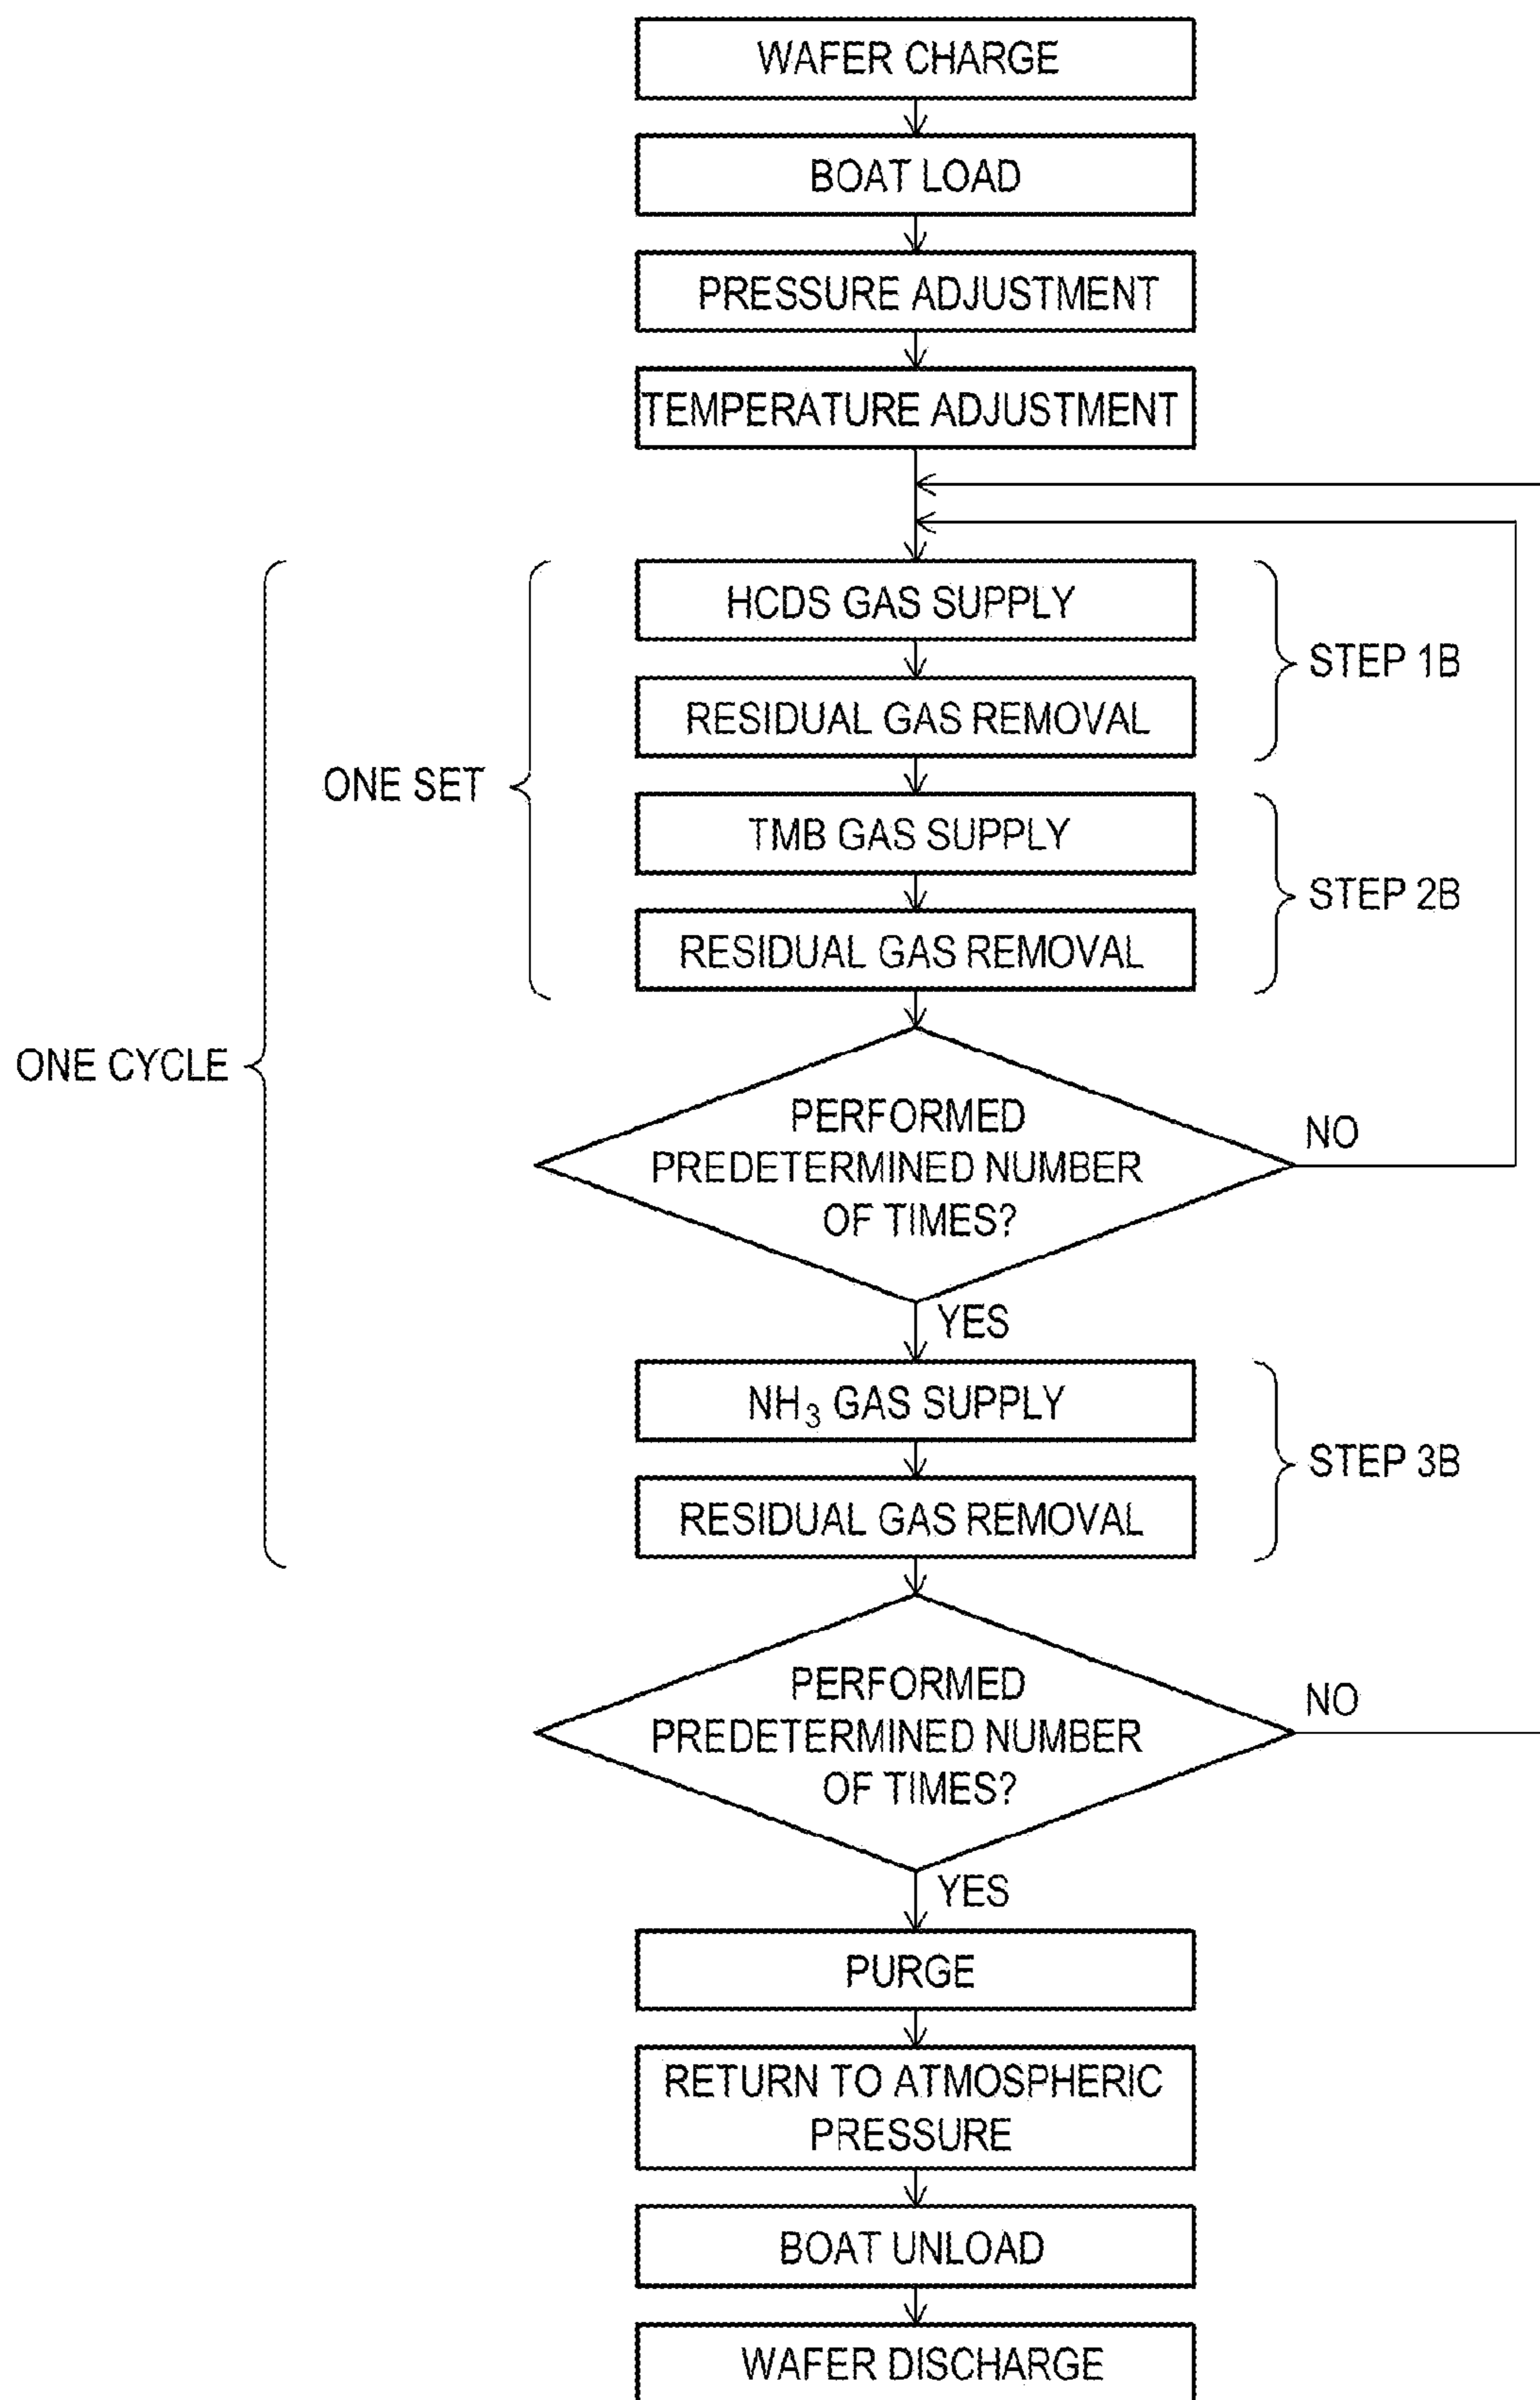 WAFER CHARGE
BOAT LOAD
PRESSURE ADJUSTMENT
TEMPERATURE ADJUSTMENT
HCDS GAS SUPPLY
STEP 1B
RESIDUAL GAS REMOVAL
ONE SET
TMB GAS SUPPLY
STEP 2B
RESIDUAL GAS REMOVAL
ONE CYCLE
PERFORMED
PREDETERMINED NUMBER
OF TIMES?
NO
YES
NH3 GAS SUPPLY
STEP 3B
RESIDUAL GAS REMOVAL
PERFORMED
PREDETERMINED NUMBER
OF TIMES?
NO
YES
PURGE
RETURN TO ATMOSPHERIC
PRESSURE
BOAT UNLOAD
WAFER DISCHARGE